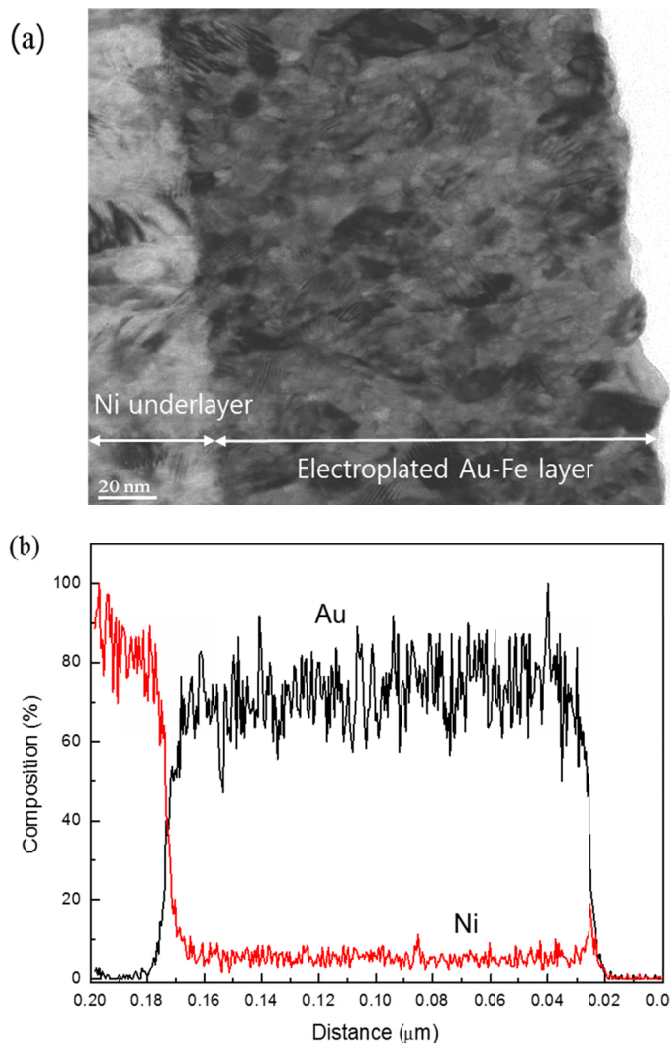 (a)
Ni underlayer
Electroplated Au-Fe layer
20 nm
(b)
100
80
60
40
20
0
Composition (%)
Au
Ni
0.20 0.18 0.16 0.14 0.12 0.10 0.08 0.06 0.04 0.02 0.0
Distance (μm)